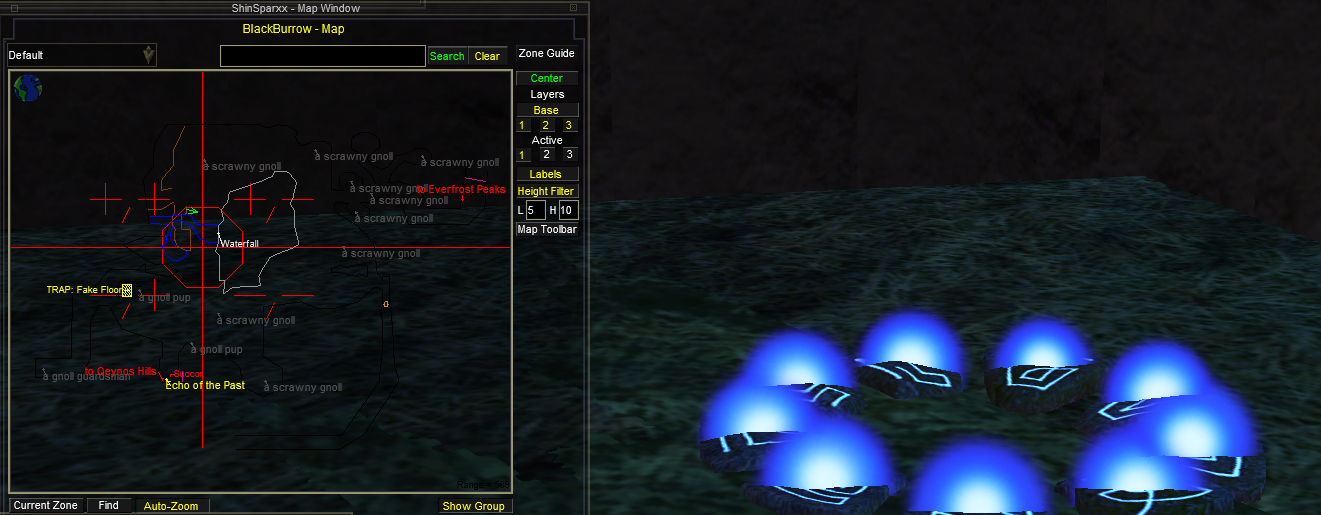 ShinSparxx - Map Window
BlackBurrow - Map
Default
Search
Clear
Zone Guide
Center
Layers
Base
1 2 3
Active
1 2 3
Labels
Height Filter
L 5 H 10
Map Toolbar
a scrawny gnoll
a scrawny gnoll
a scrawny gnoll
a scrawny gnoll
to Everfrost Peaks
a scrawny gnoll
a scrawny gnoll
Waterfall
a scrawny gnoll
TRAP: Fake Floor
a gnoll pup
a scrawny gnoll
a gnoll pup
to Qeynos Hills
a gnoll guardsman
Echo of the Past
a scrawny gnoll
Current Zone
Find
Auto-Zoom
Show Group